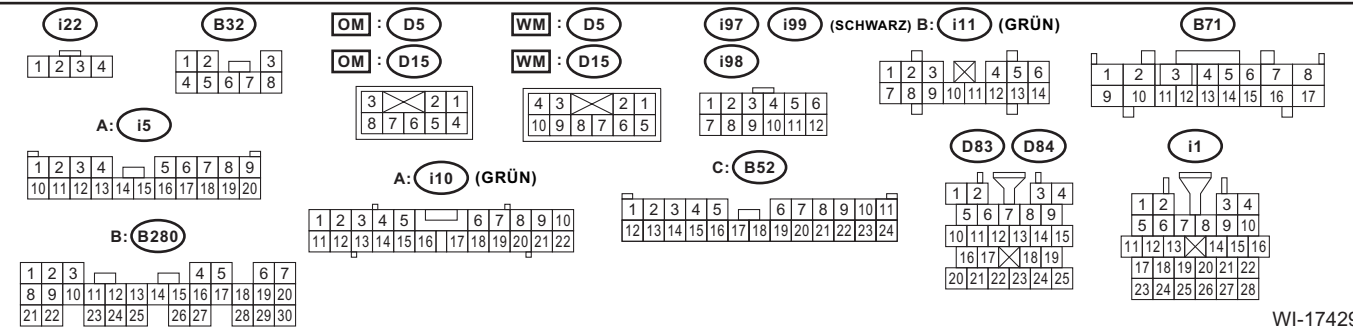 i22
1 2 3 4
B32
1 2 3
4 5 6 7 8
OM : D5
OM : D15
3 2 1
8 7 6 5 4
WM : D5
WM : D15
4 3 2 1
10 9 8 7 6 5
i97 i99 (SCHWARZ)
i98
1 2 3 4 5 6
7 8 9 10 11 12
B: i11 (GRÜN)
1 2 3 4 5 6
7 8 9 10 11 12 13 14
B71
1 2 3 4 5 6 7 8
9 10 11 12 13 14 15 16 17
A: i5
1 2 3 4 5 6 7 8 9
10 11 12 13 14 15 16 17 18 19 20
A: i10 (GRÜN)
1 2 3 4 5 6 7 8 9 10
11 12 13 14 15 16 17 18 19 20 21 22
C: B52
1 2 3 4 5 6 7 8 9 10 11
12 13 14 15 16 17 18 19 20 21 22 23 24
D83 D84
1 2 3 4
5 6 7 8 9
10 11 12 13 14 15
16 17 18 19
20 21 22 23 24 25
i1
1 2 3 4
5 6 7 8 9 10
11 12 13 14 15 16
17 18 19 20 21 22
23 24 25 26 27 28
B: B280
1 2 3 4 5 6 7
8 9 10 11 12 13 14 15 16 17 18 19 20
21 22 23 24 25 26 27 28 29 30
WI-17429